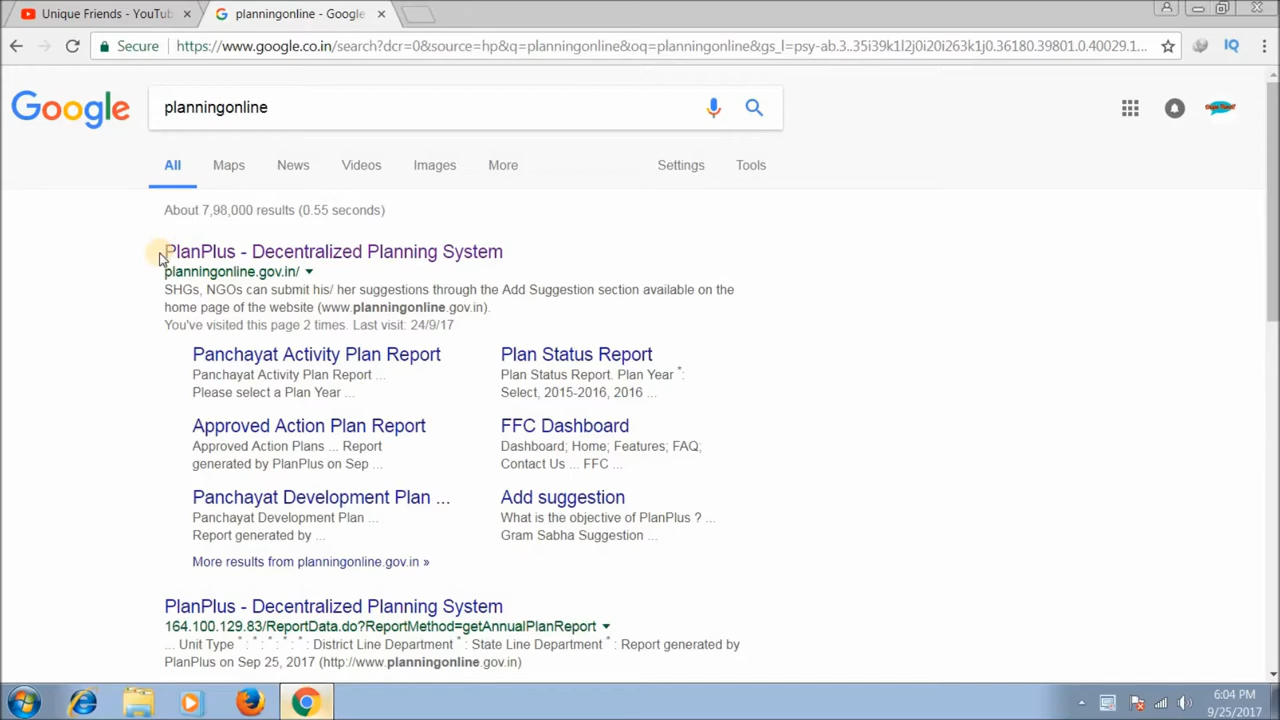 Unique Friends - YouTub
planningonline - Google
Secure
https://www.google.co.in/search?dcr=0&source=hp&q=planningonline&oq=planningonline&gs_l=psy-ab.3..35i39k1l2j0i20i263k1j0.36180.39801.0.40029.1...
IQ
Google
planningonline
All Maps News Videos Images More Settings Tools
About 7,98,000 results (0.55 seconds)
PlanPlus - Decentralized Planning System
planningonline.gov.in/
SHGs, NGOs can submit his/ her suggestions through the Add Suggestion section available on the
home page of the website (www.planningonline.gov.in).
You've visited this page 2 times. Last visit: 24/9/17
Panchayat Activity Plan Report
Panchayat Activity Plan Report ...
Please select a Plan Year ...
Plan Status Report
Plan Status Report. Plan Year *:
Select, 2015-2016, 2016 ...
Approved Action Plan Report
Approved Action Plans ... Report
generated by PlanPlus on Sep ...
FFC Dashboard
Dashboard; Home; Features; FAQ;
Contact Us ... FFC ...
Panchayat Development Plan ...
Panchayat Development Plan ...
Report generated by ...
Add suggestion
What is the objective of PlanPlus ? ...
Gram Sabha Suggestion ...
More results from planningonline.gov.in »
PlanPlus - Decentralized Planning System
164.100.129.83/ReportData.do?ReportMethod=getAnnualPlanReport
... Unit Type * : * : * : * : * : District Line Department * : State Line Department * : Report generated by
PlanPlus on Sep 25, 2017 (http://www.planningonline.gov.in)
6:04 PM
9/25/2017